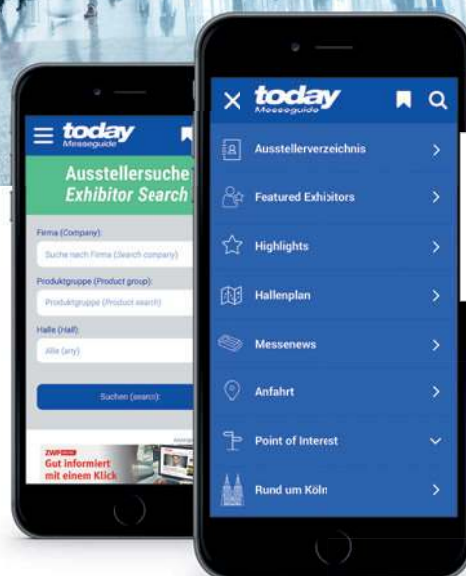 today
Messeguide
Ausstellersuche
Exhibitor Search
Firma (Company):
Suche nach Firma (Search company)
Produktgruppe (Product group):
Produktgruppe (Product search)
Halle (Hall):
Alle (any)
Suchen (search)
Anzeige
ZWP
Gut informiert
mit einem Klick
today
Messeguide
Ausstellerverzeichnis
Featured Exhibitors
Highlights
Hallenplan
Messenews
Anfahrt
Point of Interest
Rund um Köln